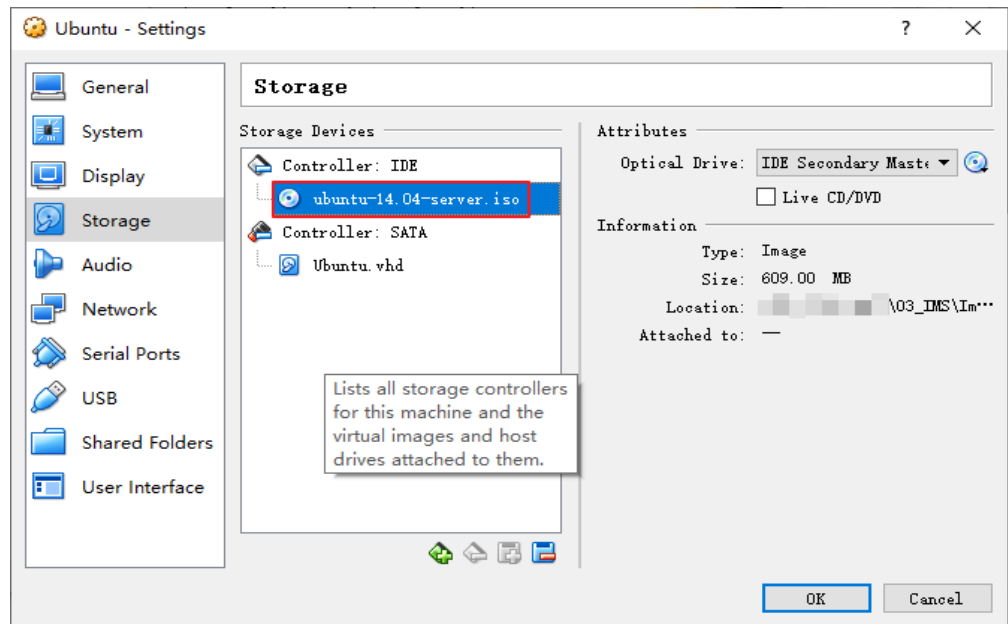 Ubuntu - Settings
?
General
System
Display
Storage
Audio
Network
Serial Ports
USB
Shared Folders
User Interface
Storage
Storage Devices
Controller: IDE
ubuntu-14.04-server.iso
Controller: SATA
Ubuntu.vhd
Lists all storage controllers
for this machine and the
virtual images and host
drives attached to them.
Attributes
Optical Drive: IDE Secondary Maste
Live CD/DVD
Information
Type: Image
Size: 609.00 MB
Location: \03_IMS\Im...
Attached to: —
OK Cancel